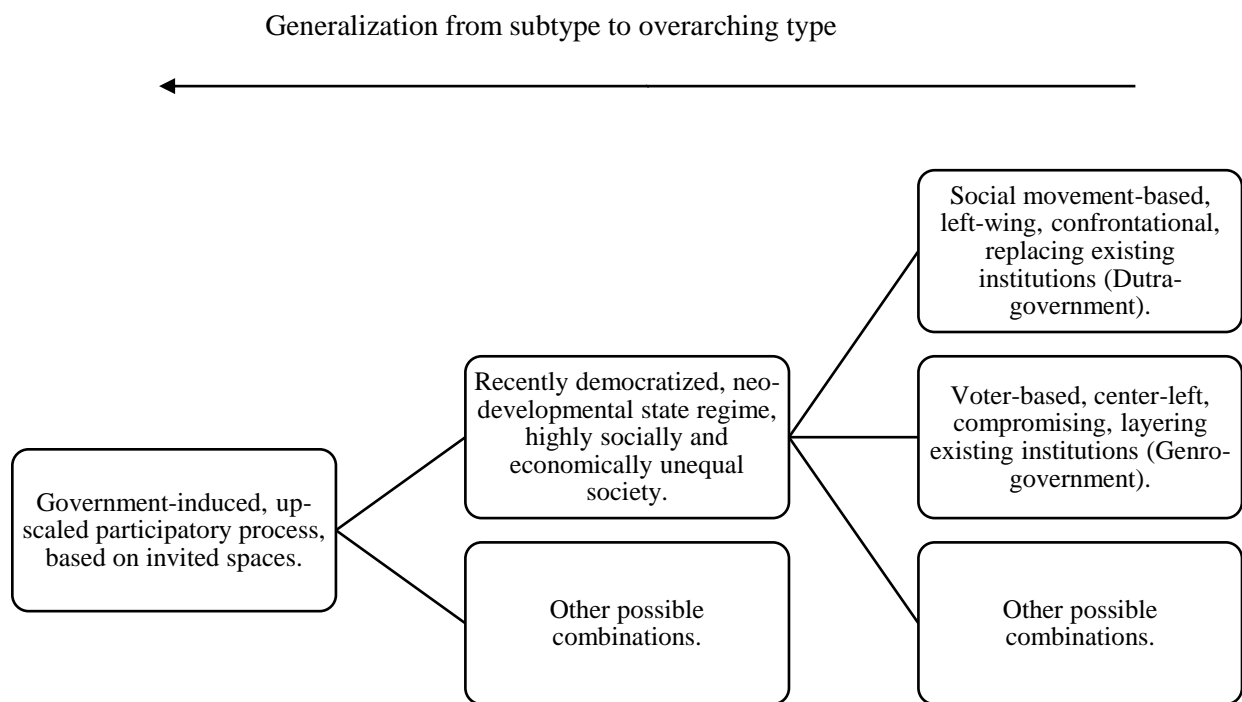 Generalization from subtype to overarching type
Social movement-based,
left-wing, confrontational,
replacing existing
institutions (Dutra-
government).
Recently democratized, neo-
developmental state regime,
highly socially and
economically unequal
society.
Voter-based, center-left,
compromising, layering
existing institutions (Genro-
government).
Government-induced, up-
scaled participatory process,
based on invited spaces.
Other possible
combinations.
Other possible
combinations.